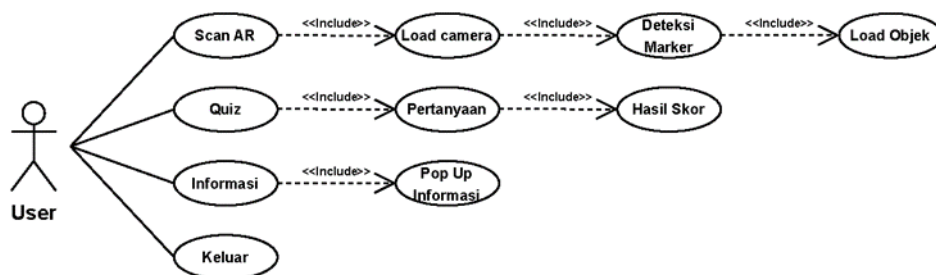 Scan AR
<<Include>>
Load camera
<<Include>>
Deteksi
Marker
<<Include>>
Load Objek
Quiz
<<Include>>
Pertanyaan
<<Include>>
Hasil Skor
Informasi
<<Include>>
Pop Up
Informasi
User
Keluar